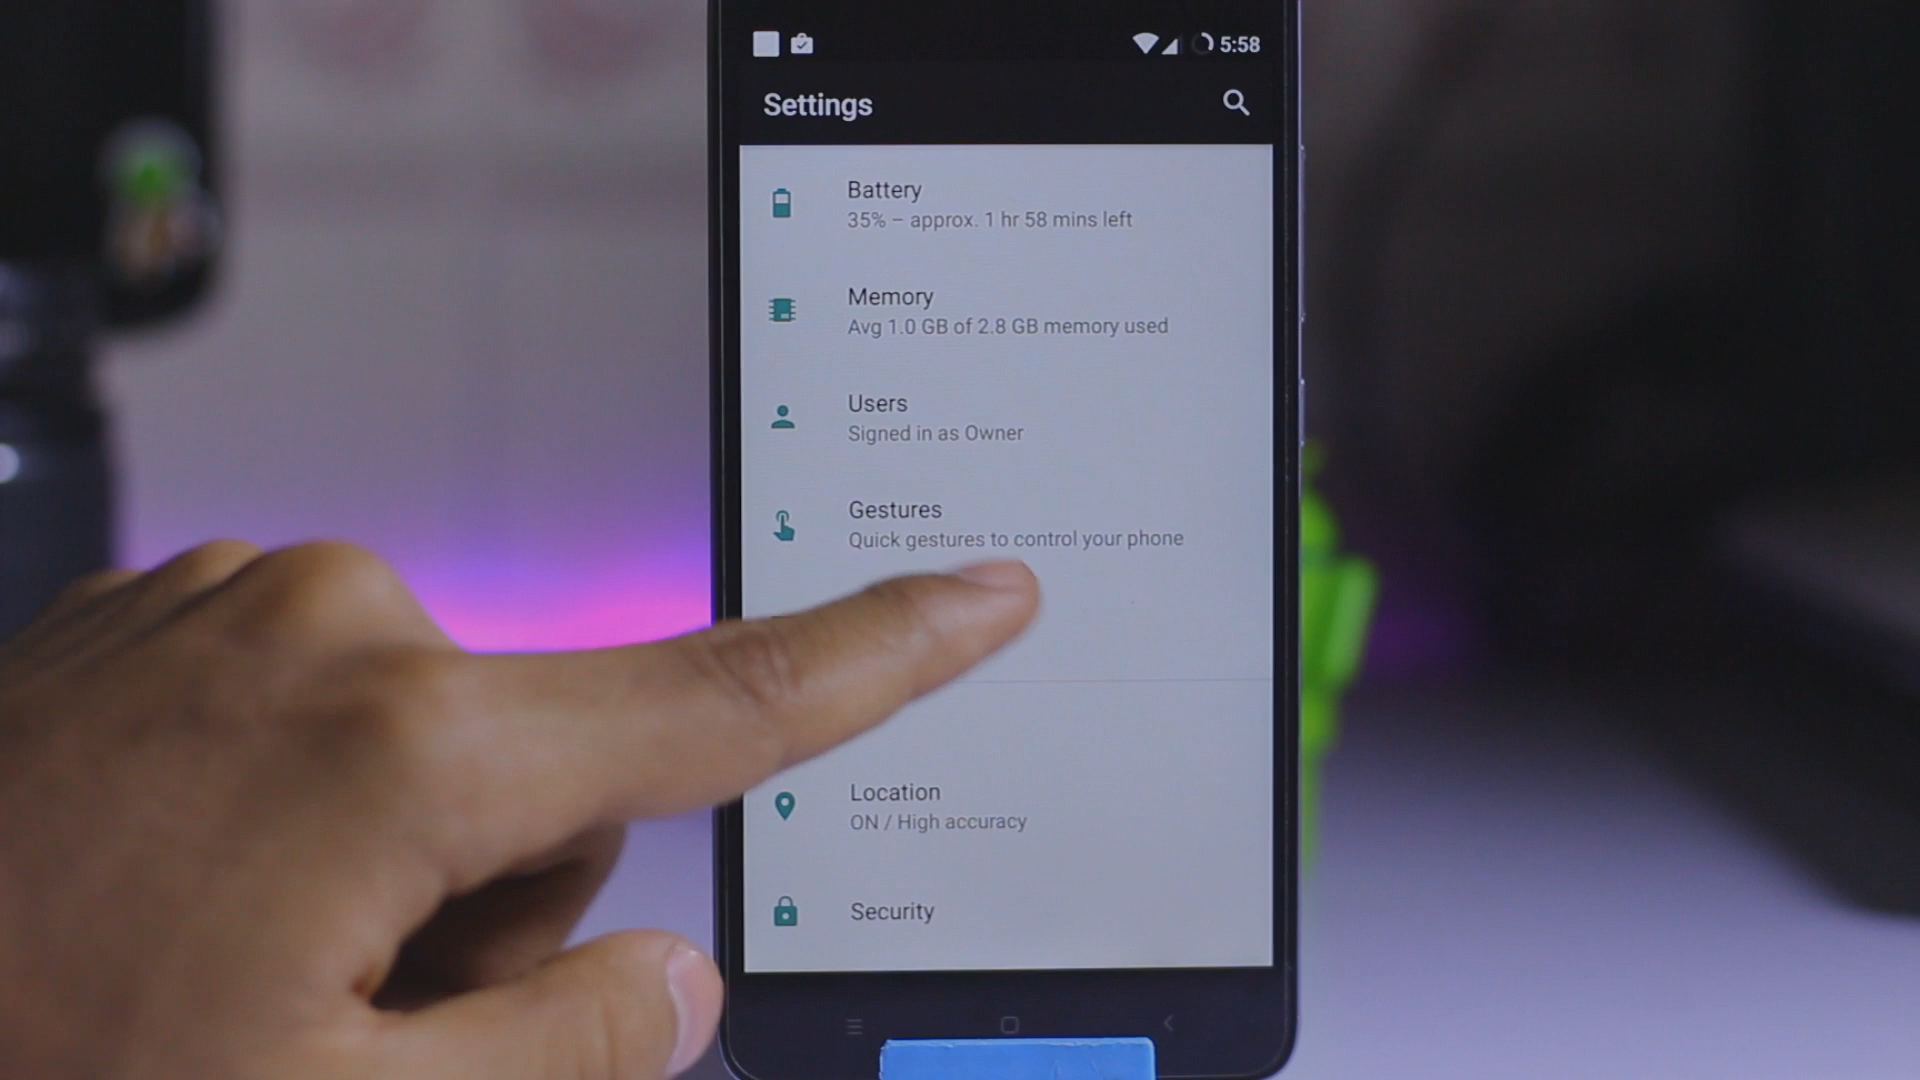 5:58
Settings
Battery
35% – approx. 1 hr 58 mins left
Memory
Avg 1.0 GB of 2.8 GB memory used
Users
Signed in as Owner
Gestures
Quick gestures to control your phone
Location
ON / High accuracy
Security